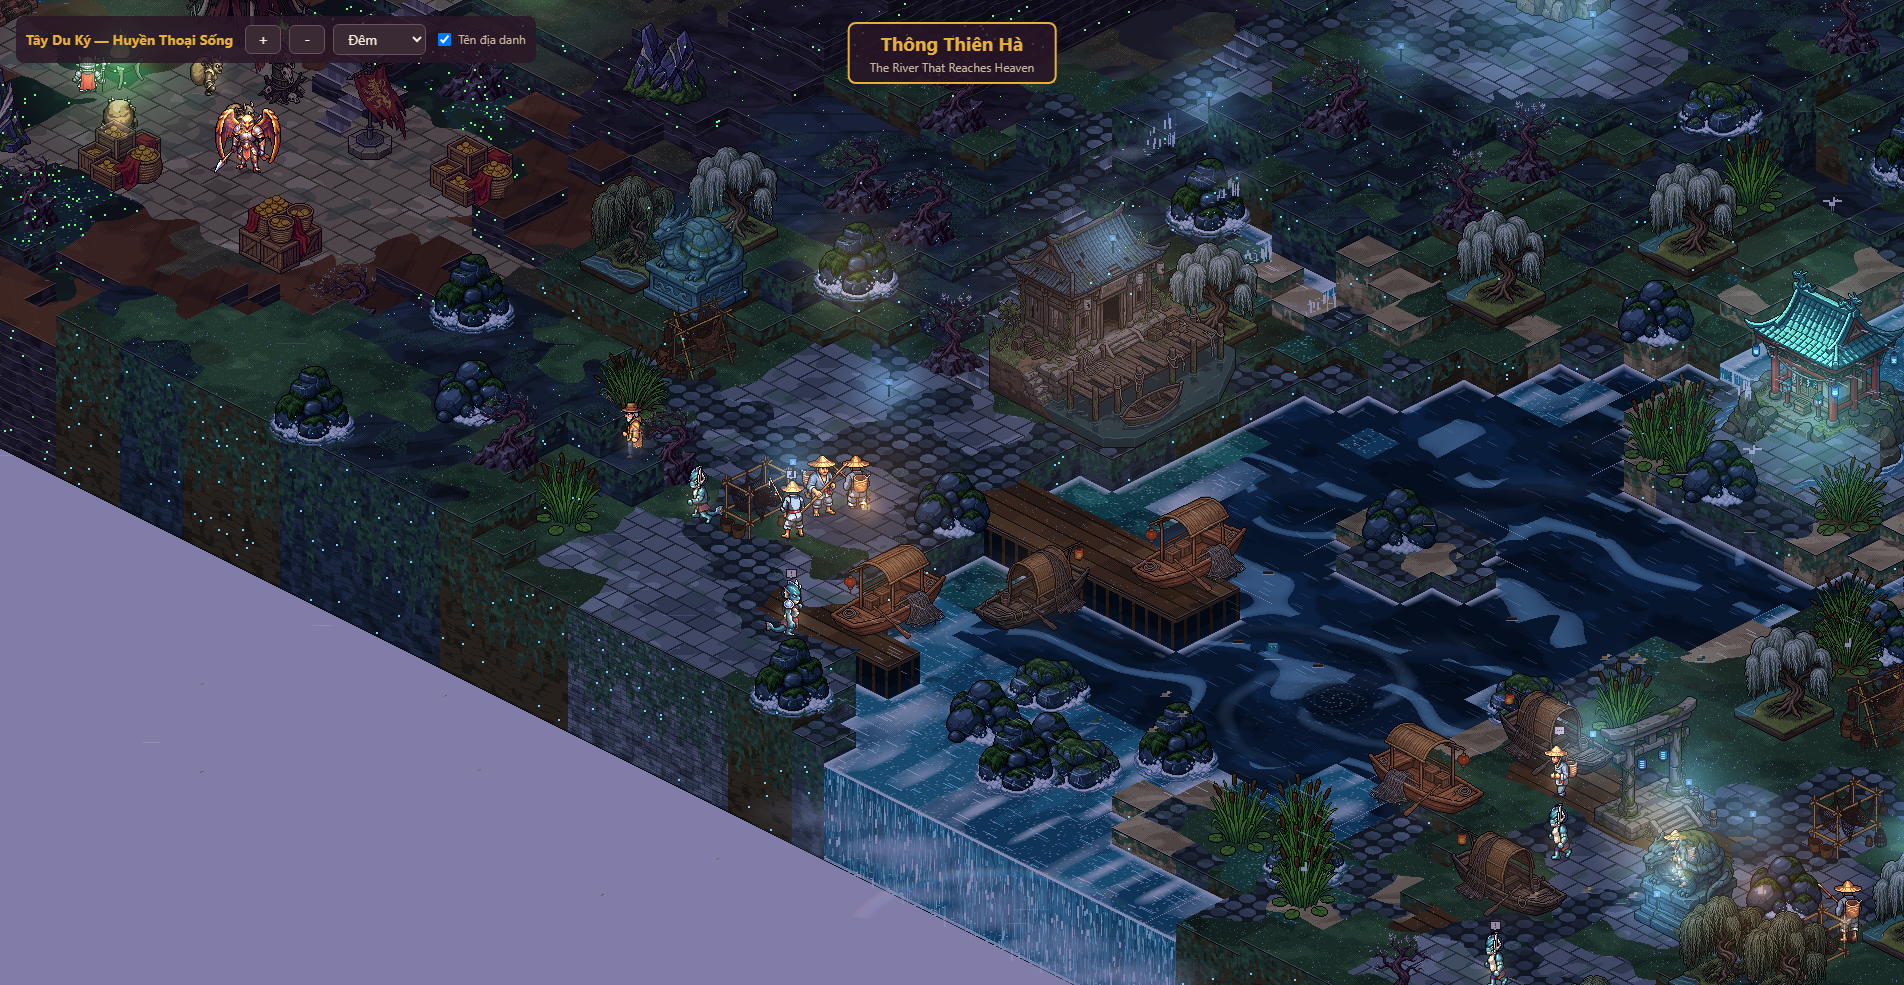 Tây Du Ký — Huyền Thoại Sống
+
-
Đêm
Tên địa danh
Thông Thiên Hà
The River That Reaches Heaven